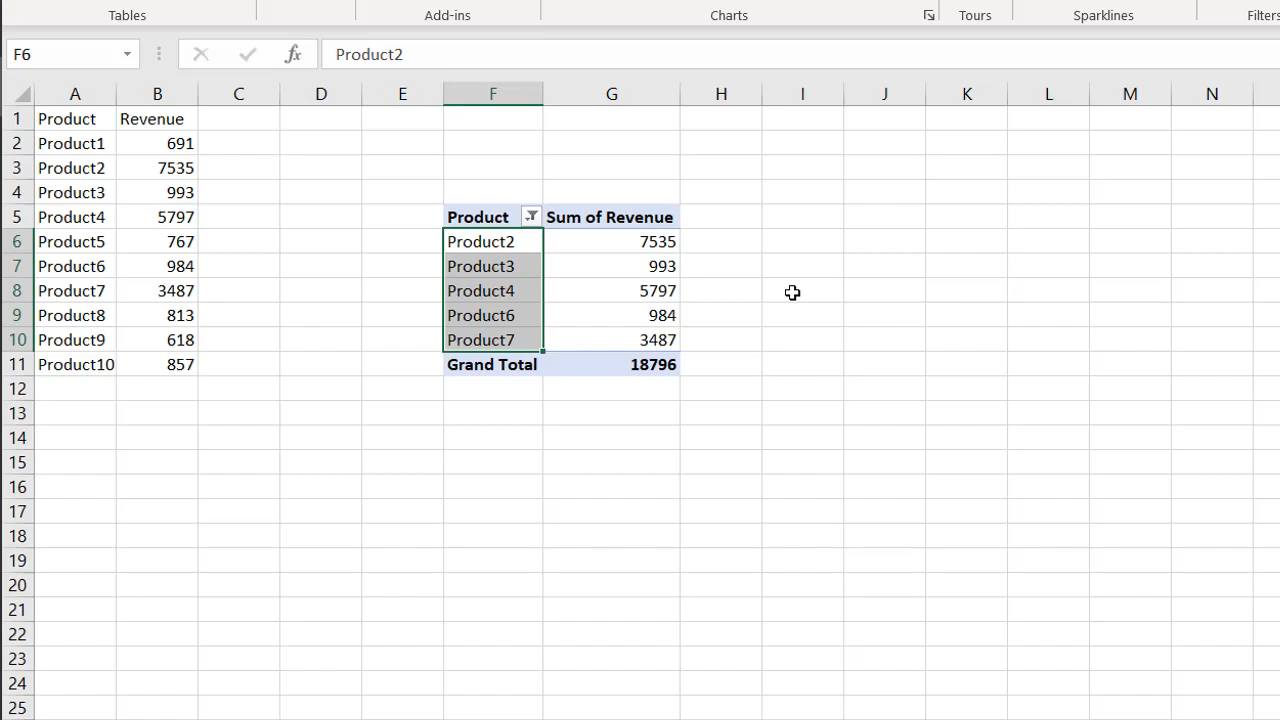 Tables Add-ins Charts Tours Sparklines Filters
F6 fx Product2
A B C D E F G H I J K L M N
1 Product Revenue
2 Product1 691
3 Product2 7535
4 Product3 993
5 Product4 5797 Product Sum of Revenue
6 Product5 767 Product2 7535
7 Product6 984 Product3 993
8 Product7 3487 Product4 5797
9 Product8 813 Product6 984
10 Product9 618 Product7 3487
11 Product10 857 Grand Total 18796
12
13
14
15
16
17
18
19
20
21
22
23
24
25